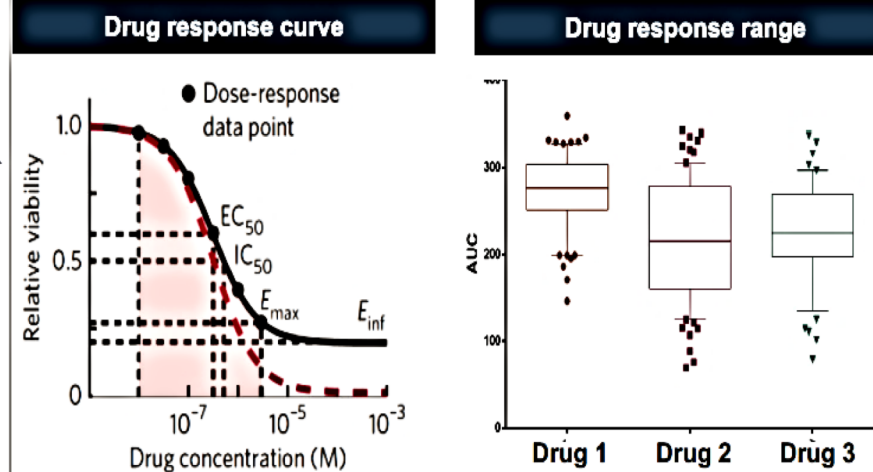 Drug response curve
Dose-response
data point
Relative viability
1.0
0.5
0
EC50
IC50
Emax
Einf
10-7
10-5
10-3
Drug concentration (M)
Drug response range
AUC
300
200
100
0
Drug 1
Drug 2
Drug 3